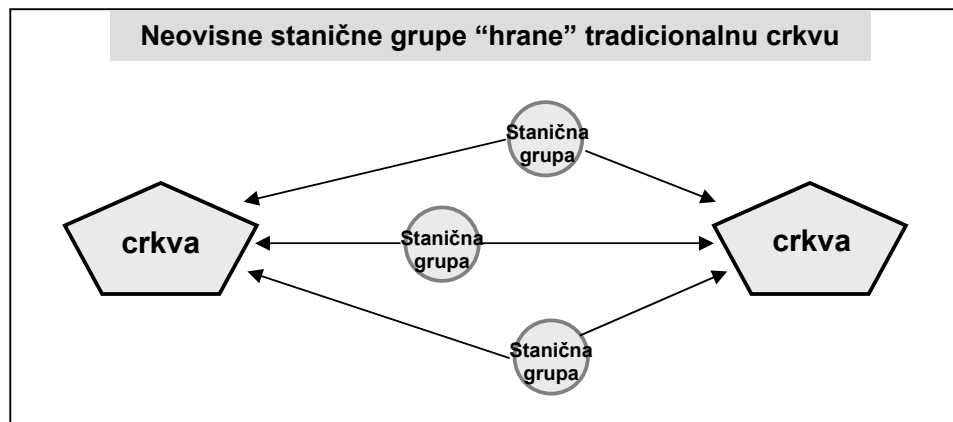 Neovisne stanične grupe “hrane” tradicionalnu crkvu
Stanična
grupa
crkva
Stanična
grupa
crkva
Stanična
grupa